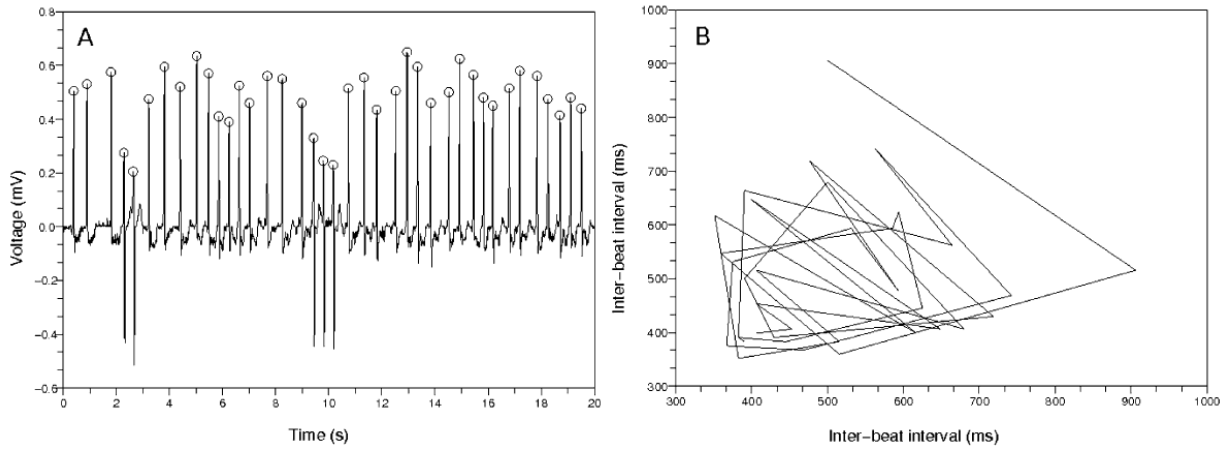 A
0.8
0.6
0.4
0.2
0.0
−0.2
−0.4
−0.6
Voltage (mV)
0 2 4 6 8 10 12 14 16 18 20
Time (s)
B
1000
900
800
700
600
500
400
300
Inter−beat interval (ms)
300 400 500 600 700 800 900 1000
Inter−beat interval (ms)